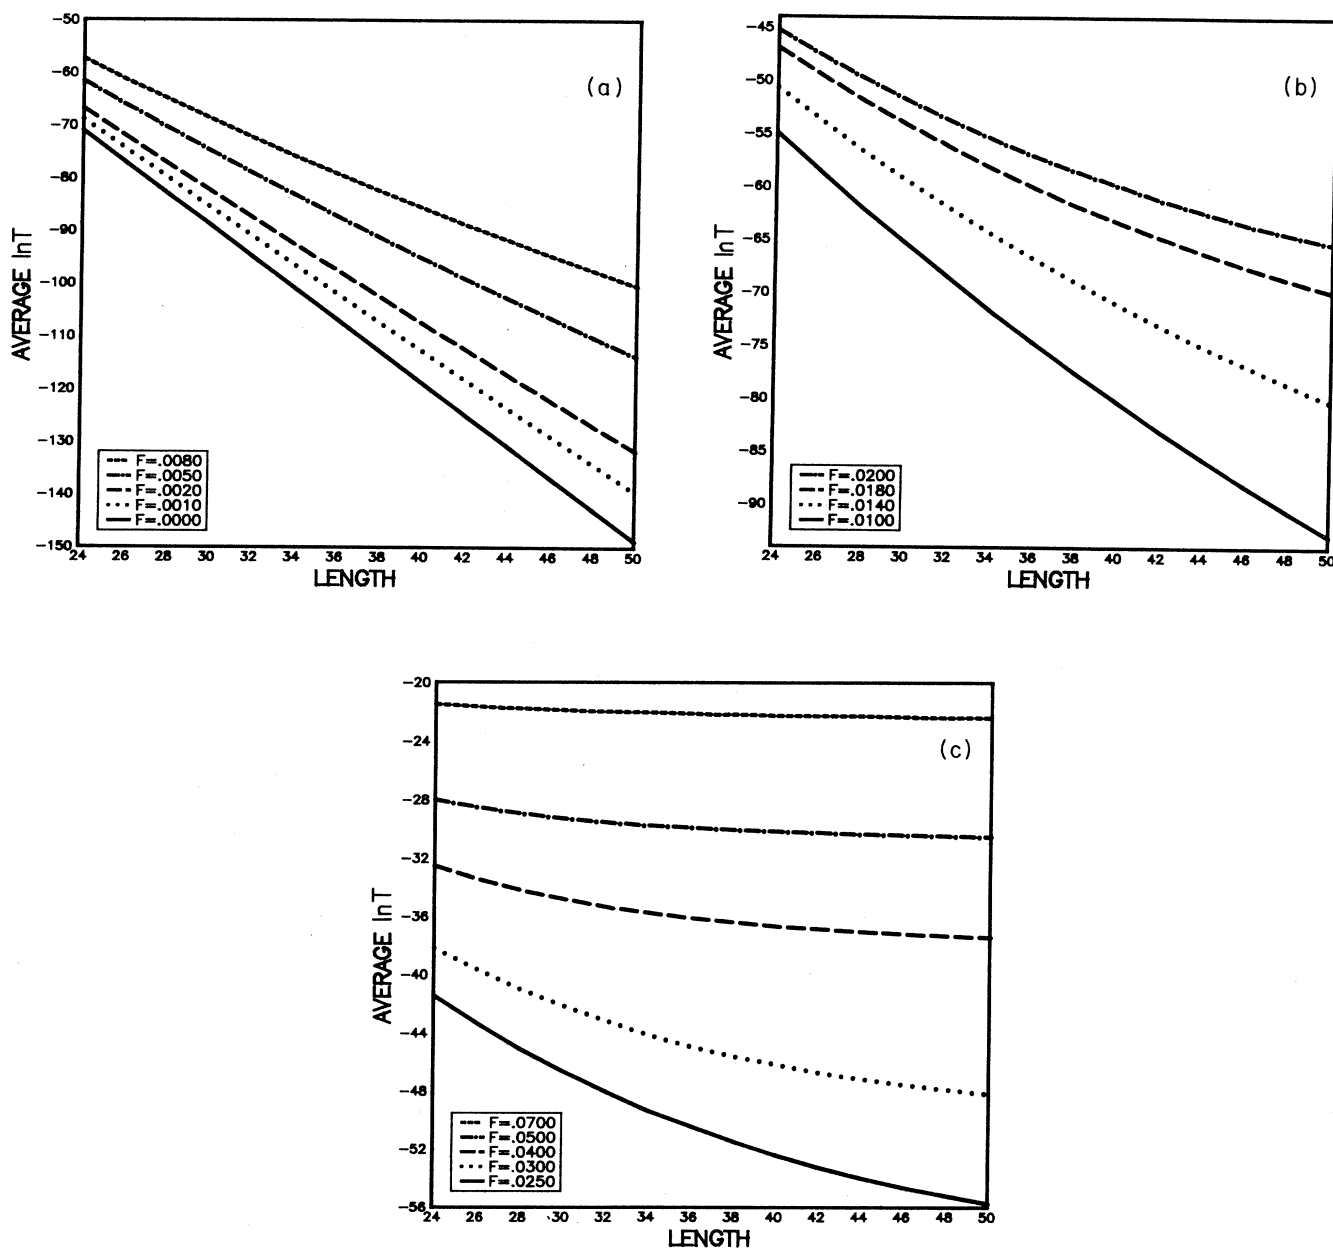 (a)
-50
-60
-70
-80
-90
-100
-110
-120
-130
-140
-150
AVERAGE lnT
F=.0080
F=.0050
F=.0020
F=.0010
F=.0000
24 26 28 30 32 34 36 38 40 42 44 46 48 50
LENGTH
(b)
-45
-50
-55
-60
-65
-70
-75
-80
-85
-90
AVERAGE lnT
F=.0200
F=.0180
F=.0140
F=.0100
24 26 28 30 32 34 36 38 40 42 44 46 48 50
LENGTH
(c)
-20
-24
-28
-32
-36
-40
-44
-48
-52
-56
AVERAGE lnT
F=.0700
F=.0500
F=.0400
F=.0300
F=.0250
24 26 28 30 32 34 36 38 40 42 44 46 48 50
LENGTH